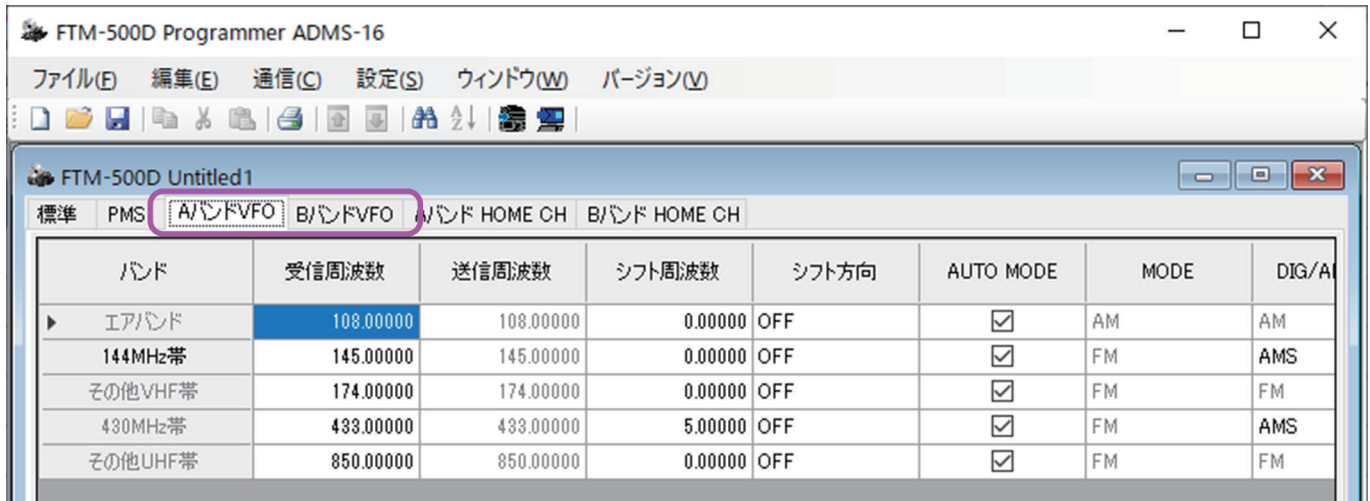 FTM-500D Programmer ADMS-16
ファイル(F) 編集(E) 通信(C) 設定(S) ウィンドウ(W) バージョン(V)
FTM-500D Untitled1
標準 PMS AバンドVFO BバンドVFO Aバンド HOME CH Bバンド HOME CH
バンド 受信周波数 送信周波数 シフト周波数 シフト方向 AUTO MODE MODE DIG/A
エアバンド 108.00000 108.00000 0.00000 OFF AM AM
144MHz帯 145.00000 145.00000 0.00000 OFF FM AMS
その他VHF帯 174.00000 174.00000 0.00000 OFF FM FM
430MHz帯 433.00000 433.00000 5.00000 OFF FM AMS
その他UHF帯 850.00000 850.00000 0.00000 OFF FM FM